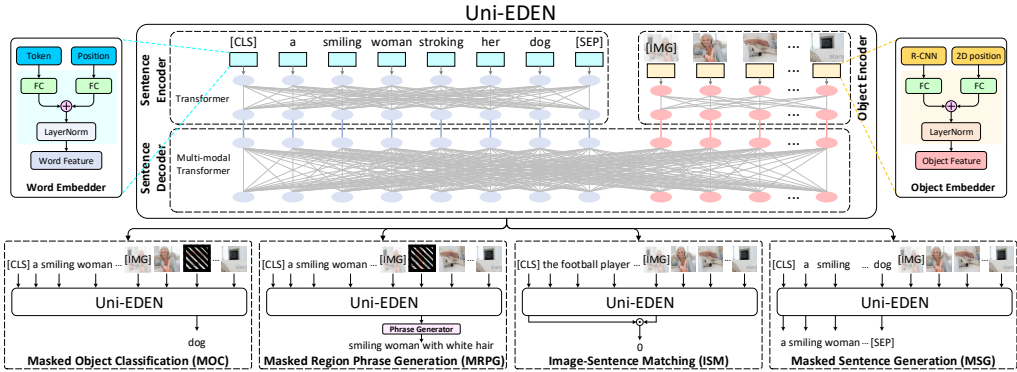 Uni-EDEN
Token
Position
FC
FC
LayerNorm
Word Feature
Word Embedder
Sentence Encoder
[CLS] a smiling woman stroking her dog [SEP]
Transformer
[IMG] ...
...
...
Object Encoder
Sentence Decoder
Multi-modal Transformer
...
...
R-CNN
2D position
FC
FC
LayerNorm
Object Feature
Object Embedder
[CLS] a smiling woman ... [IMG] ...
Uni-EDEN
dog
Masked Object Classification (MOC)
[CLS] a smiling woman ... [IMG] ...
Uni-EDEN
Phrase Generator
smiling woman with white hair
Masked Region Phrase Generation (MRPG)
[CLS] the football player ... [IMG] ...
Uni-EDEN
0
Image-Sentence Matching (ISM)
[CLS] a smiling ... dog [IMG] ...
Uni-EDEN
a smiling woman ... [SEP]
Masked Sentence Generation (MSG)